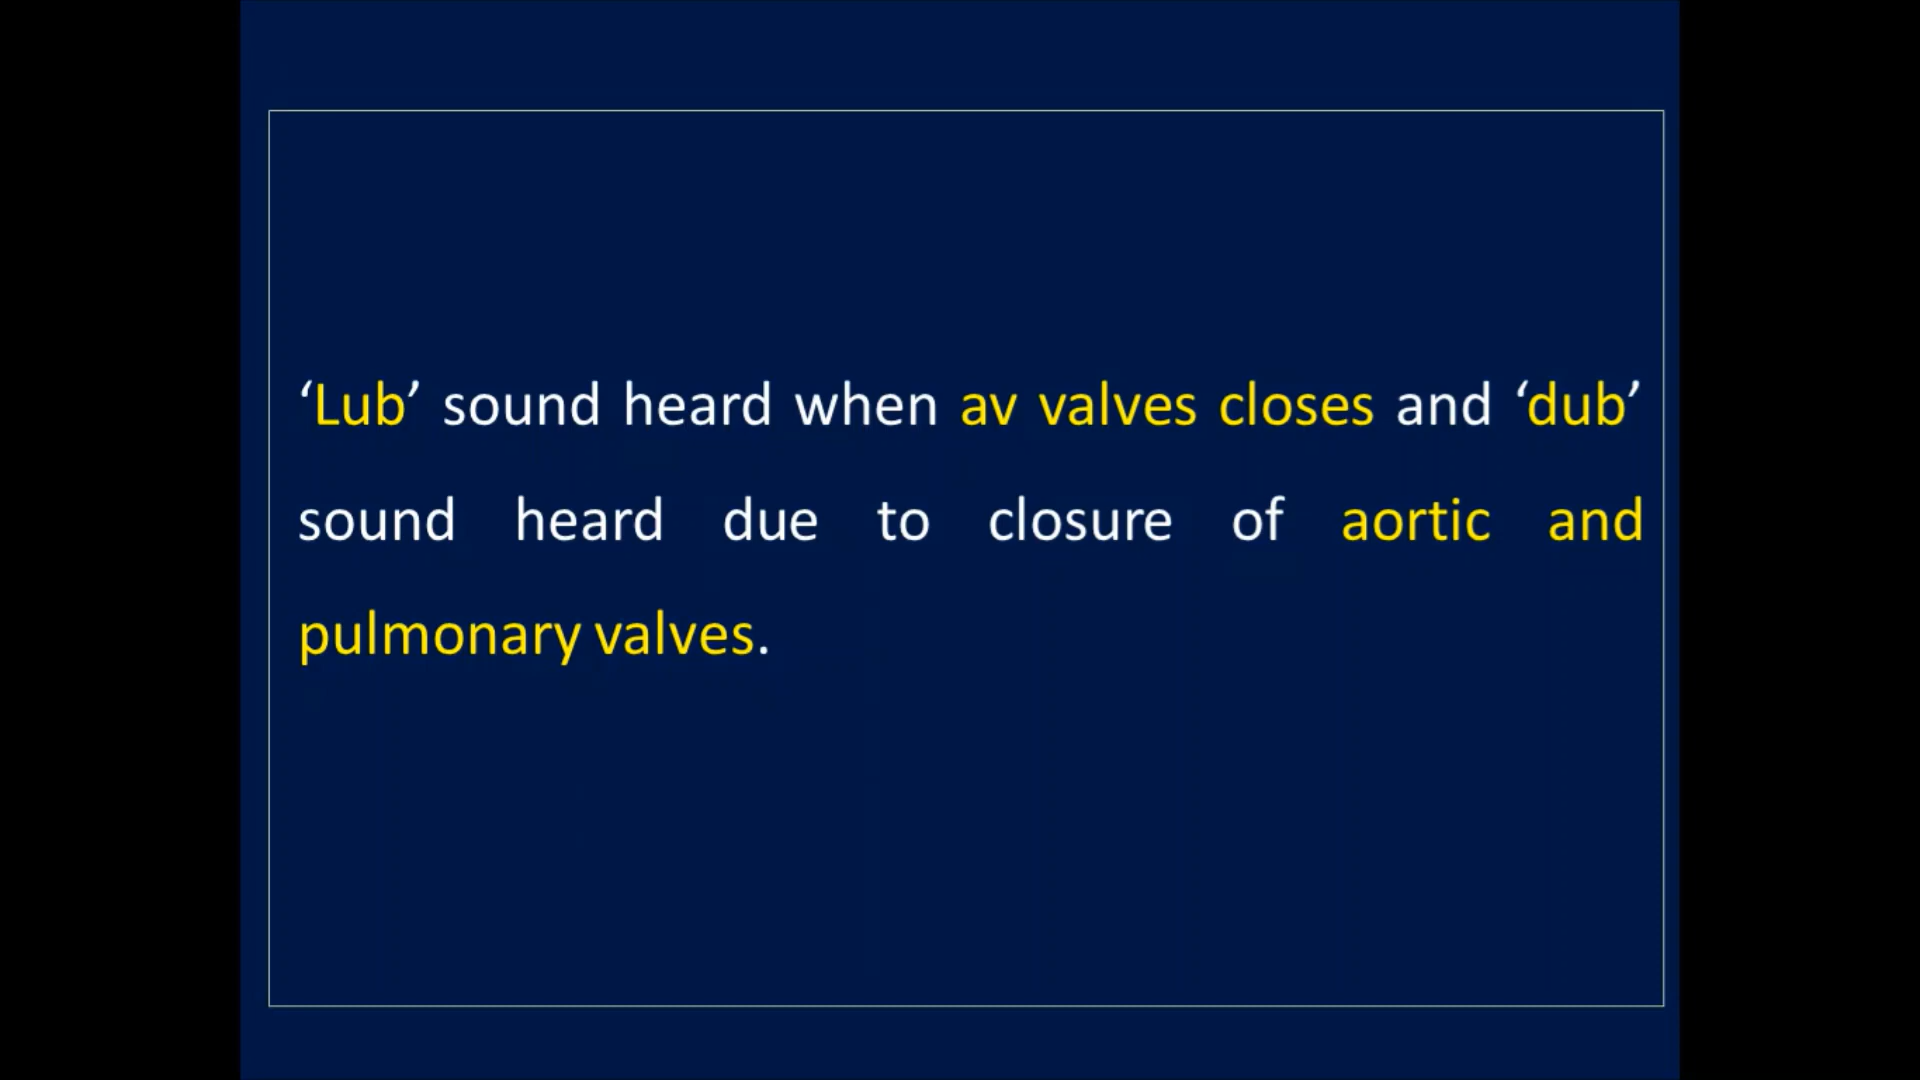 ‘Lub’ sound heard when av valves closes and ‘dub’
sound heard due to closure of aortic and
pulmonary valves.